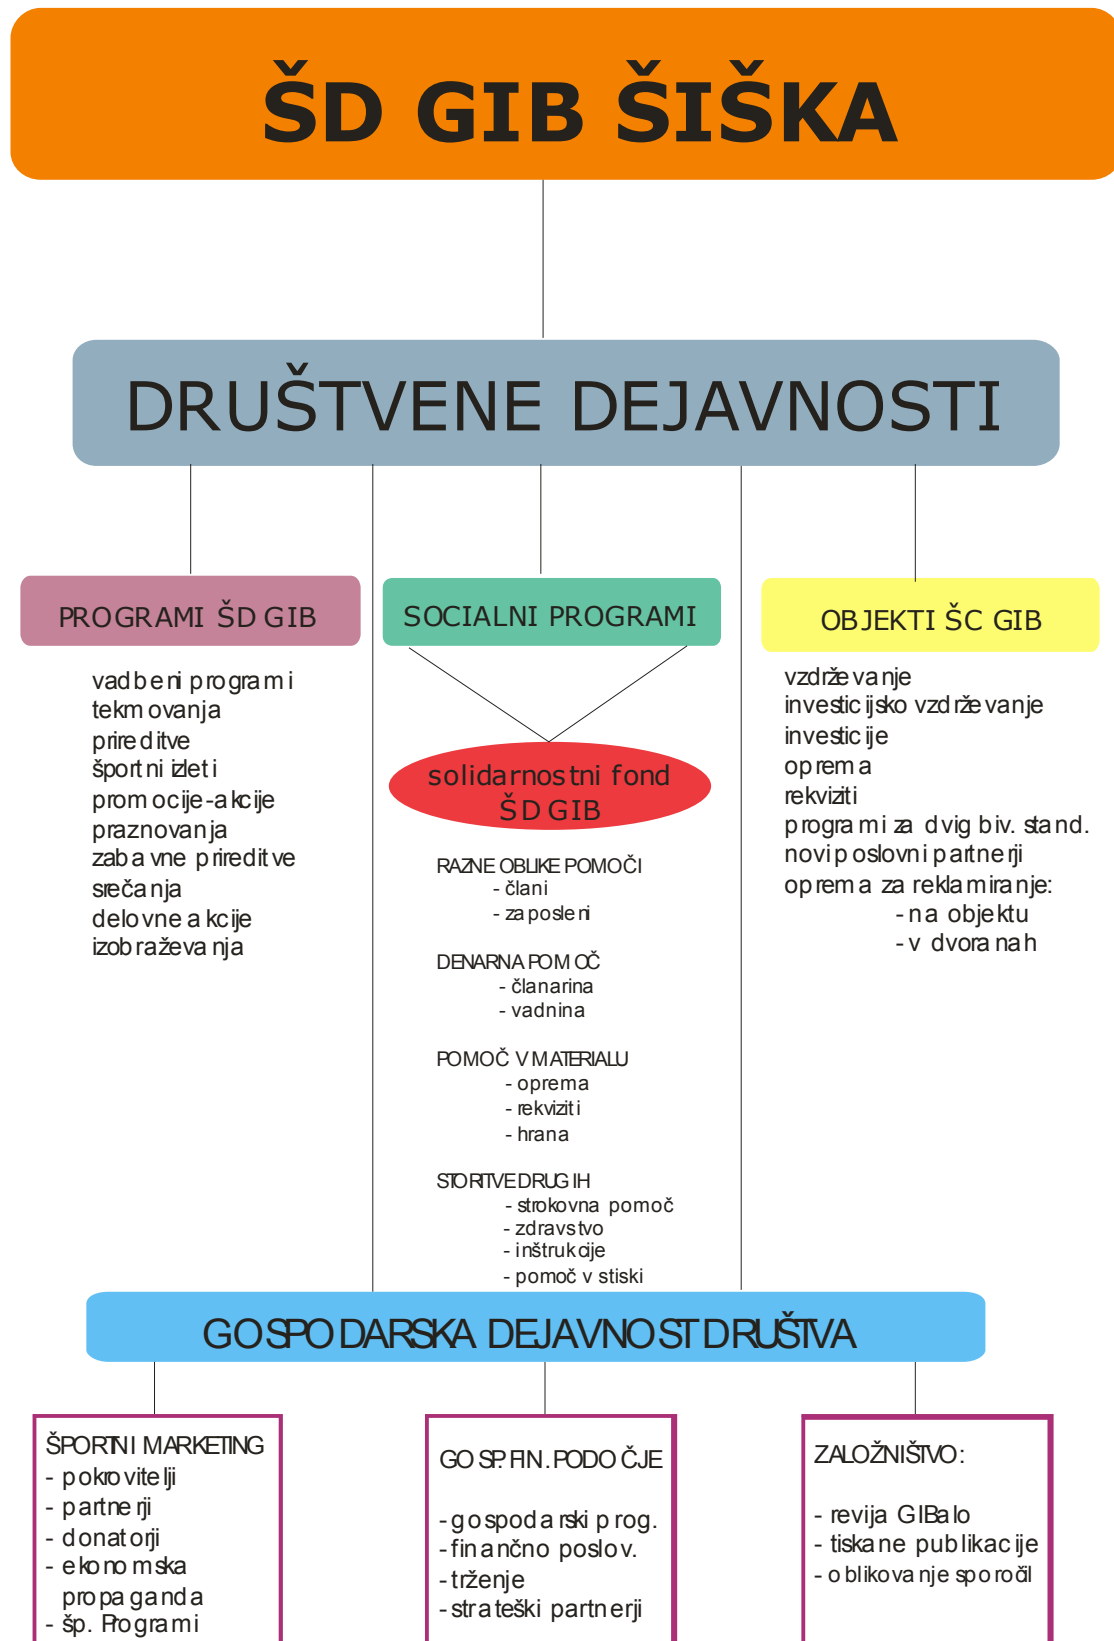 ŠD GIB ŠIŠKA
DRUŠTVENE DEJAVNOSTI
PROGRAMI ŠD GIB
vadbeni programi
tekmovanja
prireditve
športni izleti
promocije-akcije
praznovanja
zabavne prireditve
srečanja
delovne akcije
izobraževanja
SOCIALNI PROGRAMI
solidarnostni fond
ŠD GIB
RAZNE OBLIKE POMOČI
- člani
- zaposleni
DENARNA POMOČ
- članarina
- vadnina
POMOČ V MATERIALU
- oprema
- rekviziti
- hrana
STORITVE DRUGIH
- strokovna pomoč
- zdravstvo
- inštrukcije
- pomoč v stiski
OBJEKTI ŠC GIB
vzdrževanje
investicijsko vzdrževanje
investicije
oprema
rekviziti
programi za dvig biv. stand.
novi poslovni partnerji
oprema za reklamiranje:
- na objektu
- v dvoranah
GOSPODARSKA DEJAVNOST DRUŠTVA
ŠPORTNI MARKETING
- pokrovitelji
- partnerji
- donatorji
- ekonomska
propaganda
- šp. Programi
GOSP. FIN. PODOČJE
- gospodarski prog.
- finančno poslov.
- trženje
- strateški partnerji
ZALOŽNIŠTVO:
- revija GIBalo
- tiskane publikacije
- oblikovanje sporočil